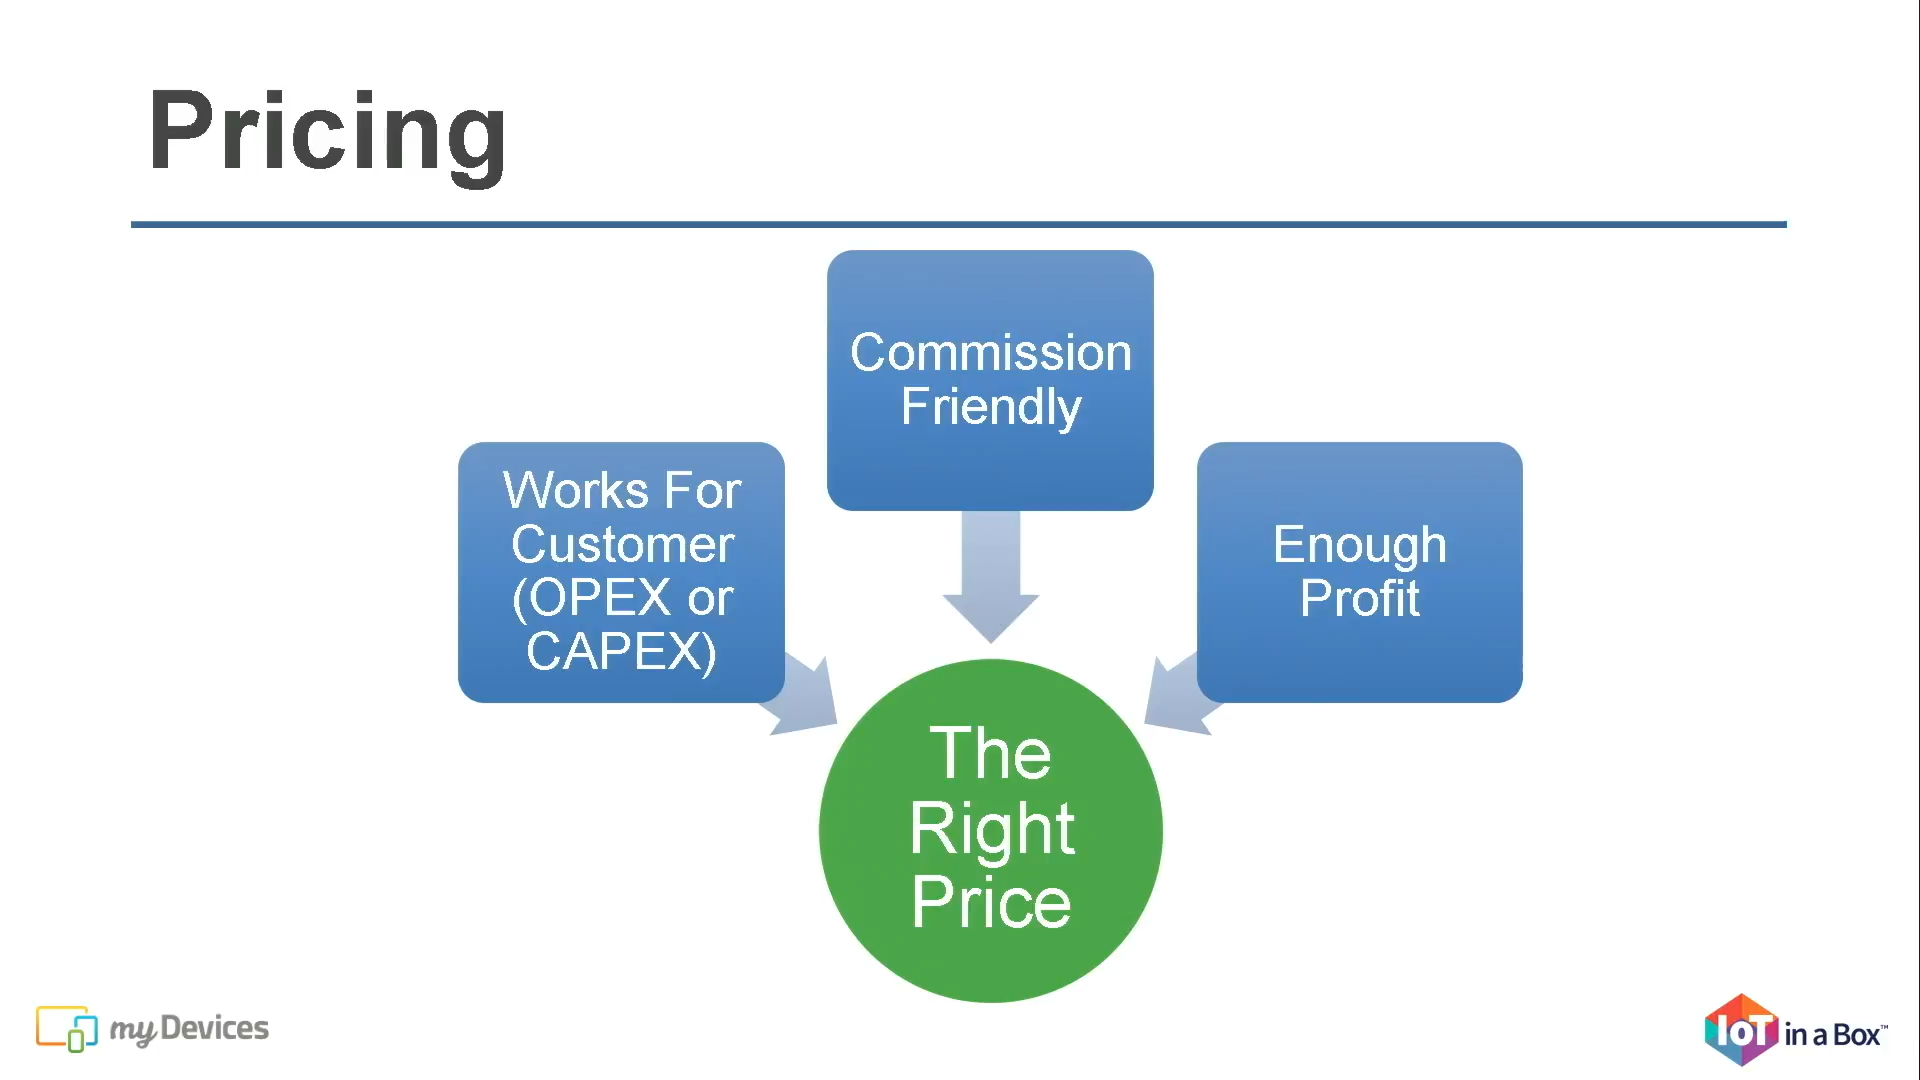 Pricing
Commission
Friendly
Works For
Customer
(OPEX or
CAPEX)
Enough
Profit
The
Right
Price
myDevices
IoT in a Box™